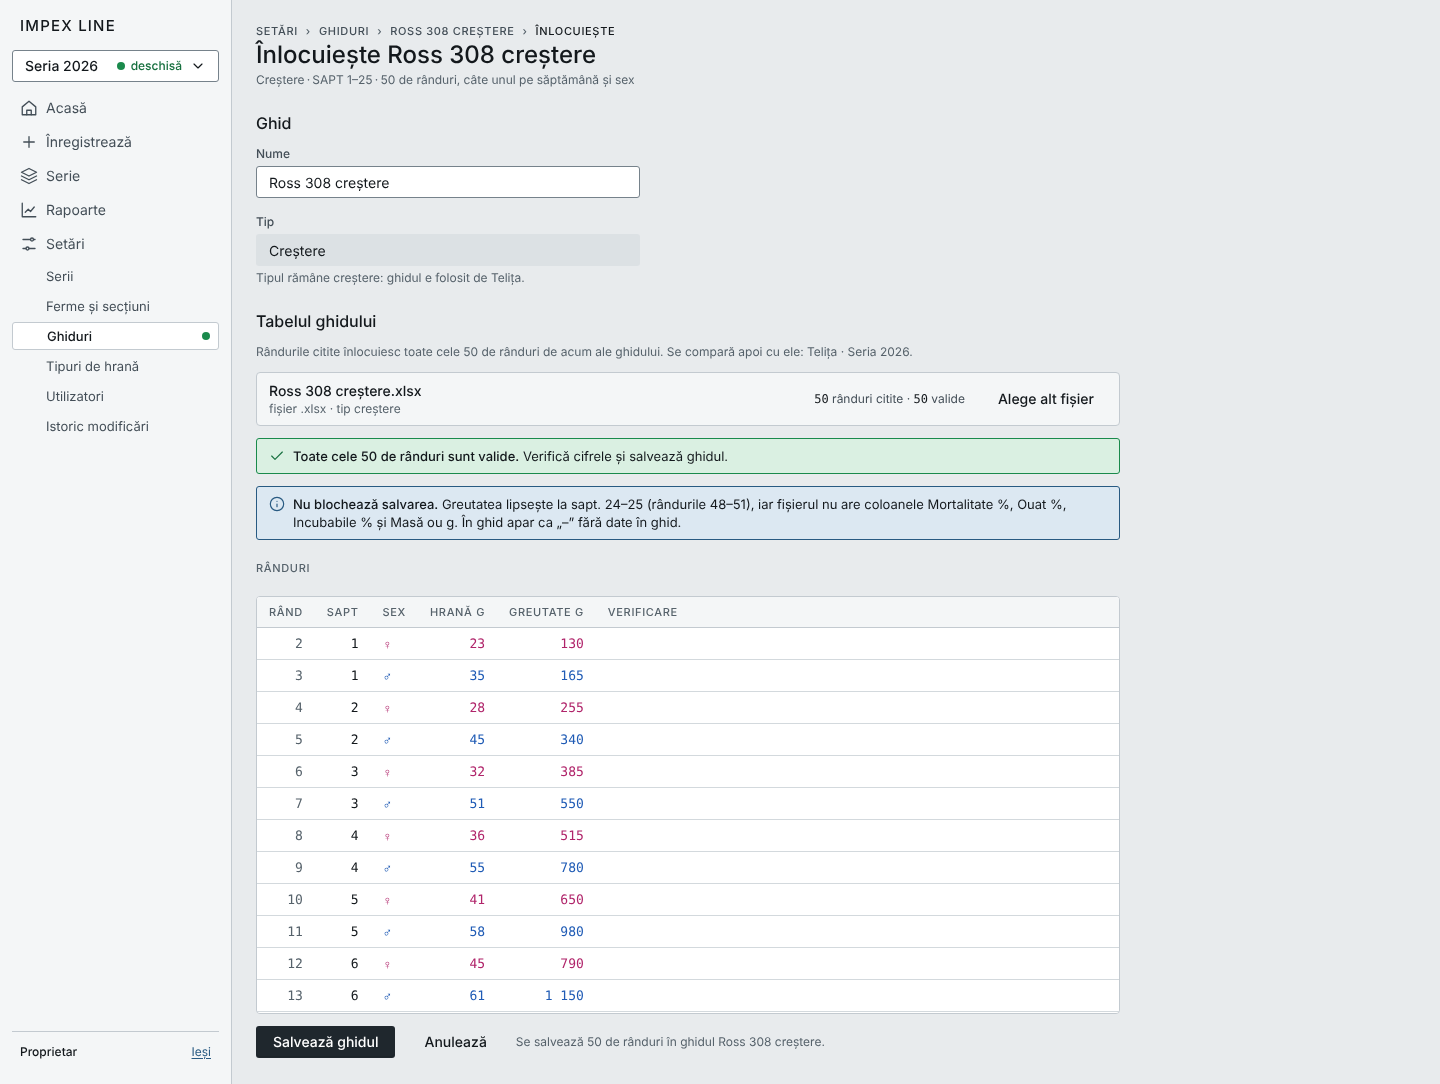 IMPEX LINE
Seria 2026 deschisă
Acasă
Înregistrează
Serie
Rapoarte
Setări
Serii
Ferme și secțiuni
Ghiduri
Tipuri de hrană
Utilizatori
Istoric modificări
Proprietar Ieși
SETĂRI › GHIDURI › ROSS 308 CREȘTERE › ÎNLOCUIEȘTE
Înlocuiește Ross 308 creștere
Creștere · SAPT 1–25 · 50 de rânduri, câte unul pe săptămână și sex
Ghid
Nume
Ross 308 creștere
Tip
Creștere
Tipul rămâne creștere: ghidul e folosit de Telița.
Tabelul ghidului
Rândurile citite înlocuiesc toate cele 50 de rânduri de acum ale ghidului. Se compară apoi cu ele: Telița · Seria 2026.
Ross 308 creștere.xlsx
fișier .xlsx · tip creștere
50 rânduri citite · 50 valide
Alege alt fișier
Toate cele 50 de rânduri sunt valide. Verifică cifrele și salvează ghidul.
Nu blochează salvarea. Greutatea lipsește la sapt. 24–25 (rândurile 48–51), iar fișierul nu are coloanele Mortalitate %, Ouat %,
Incubabile % și Masă ou g. În ghid apar ca „–” fără date în ghid.
RÂNDURI
RÂND SAPT SEX HRANĂ G GREUTATE G VERIFICARE
2 1 ♀ 23 130
3 1 ♂ 35 165
4 2 ♀ 28 255
5 2 ♂ 45 340
6 3 ♀ 32 385
7 3 ♂ 51 550
8 4 ♀ 36 515
9 4 ♂ 55 780
10 5 ♀ 41 650
11 5 ♂ 58 980
12 6 ♀ 45 790
13 6 ♂ 61 1 150
Salvează ghidul Anulează Se salvează 50 de rânduri în ghidul Ross 308 creștere.